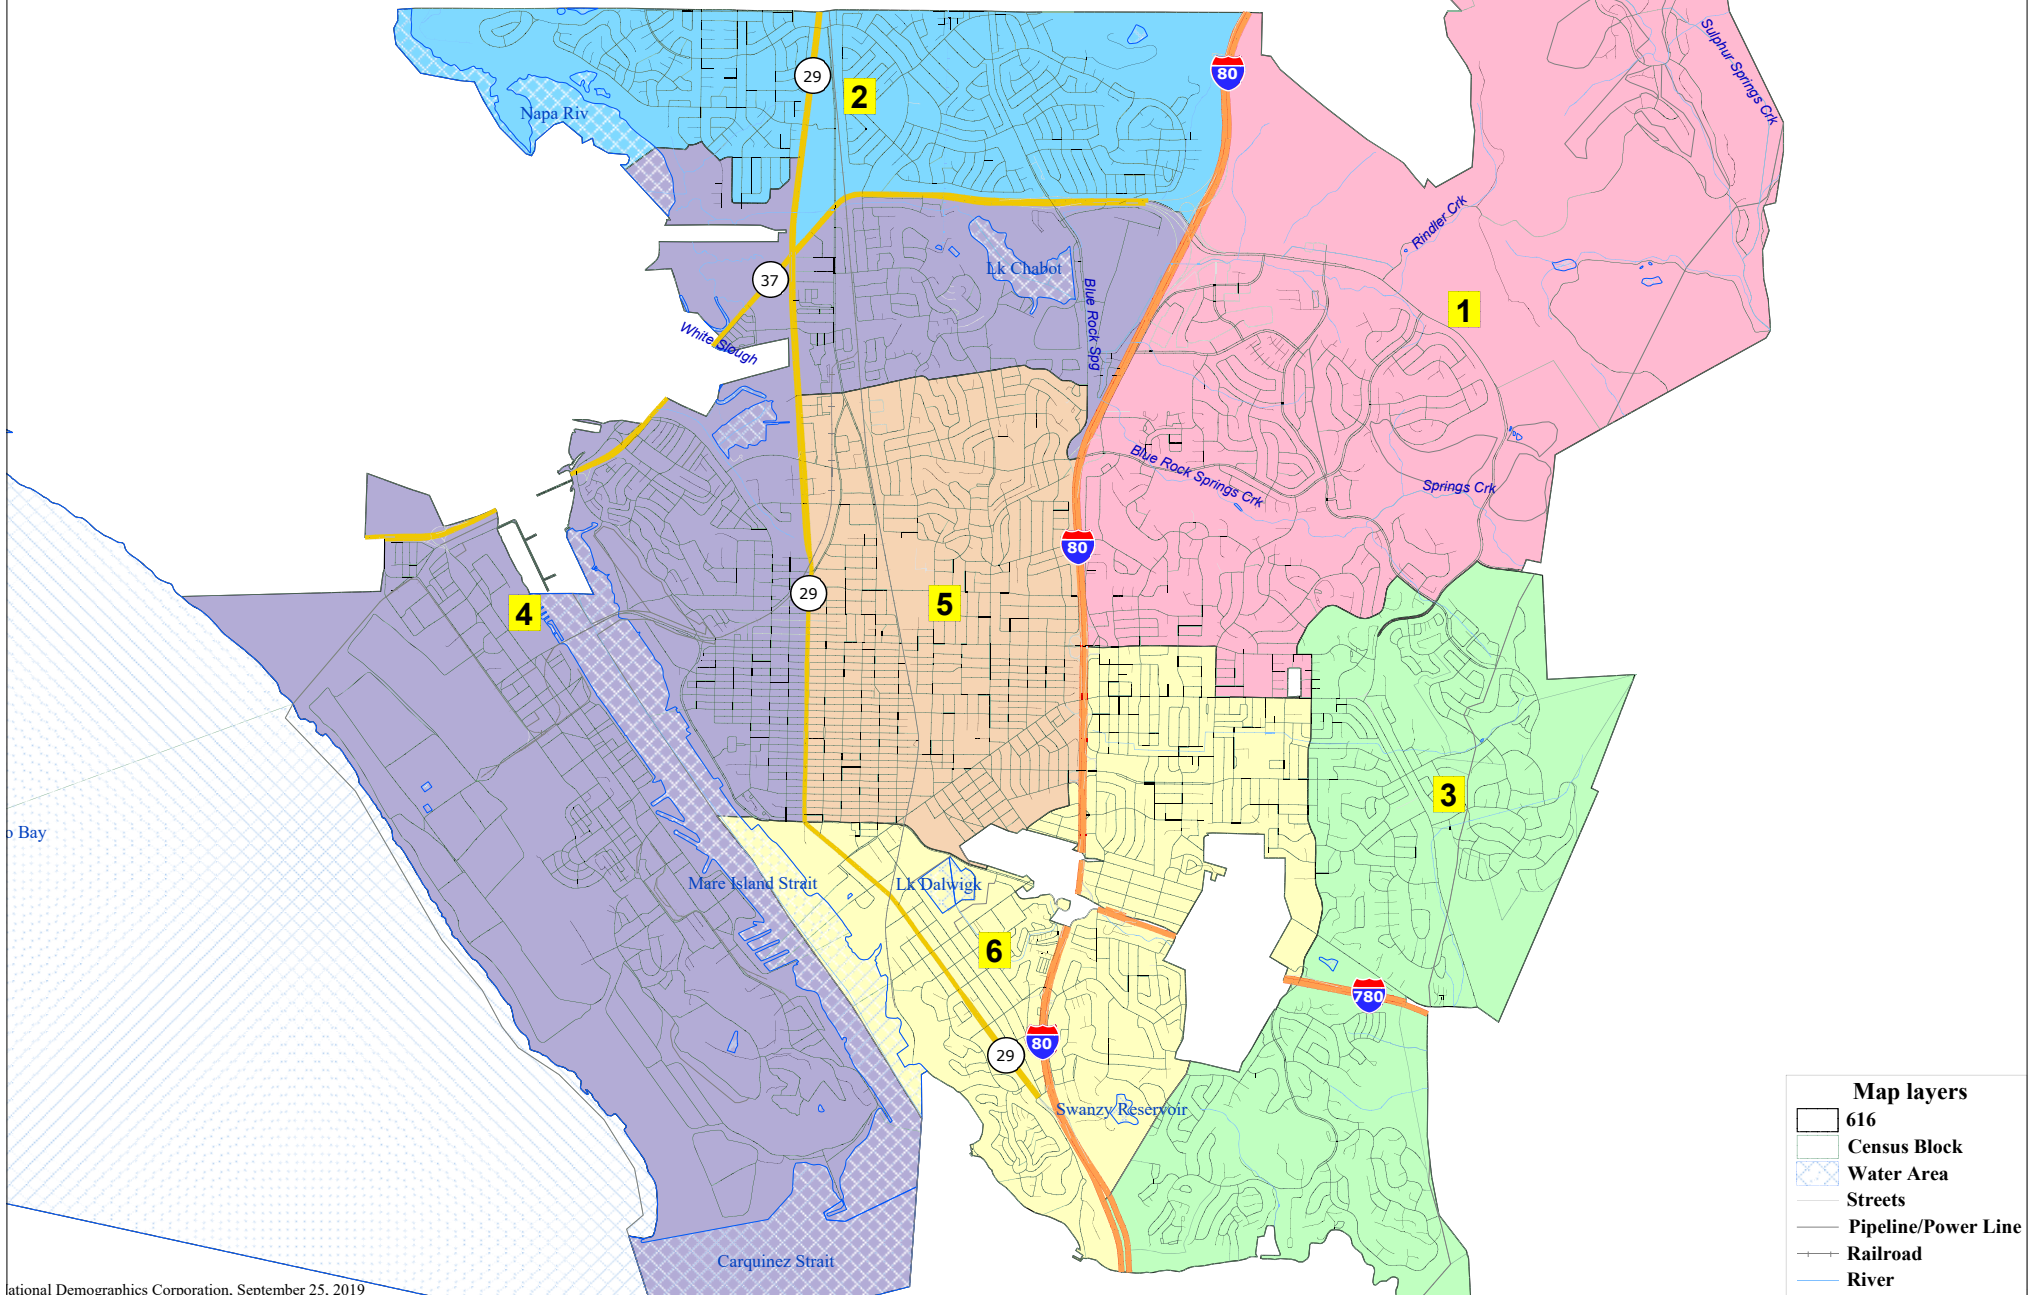 Sulphur Springs Crk
29
80
2
Napa Riv
Rindler Crk
Lk Chabot
37
Blue Rock Spg
1
White Slough
Blue Rock Springs Crk
Springs Crk
80
29
5
4
3
o Bay
Mare Island Strait
Lk Dalwigk
6
780
80
29
Swanzy Reservoir
Carquinez Strait
Map layers
616
Census Block
Water Area
Streets
Pipeline/Power Line
Railroad
River
ational Demographics Corporation, September 25, 2019